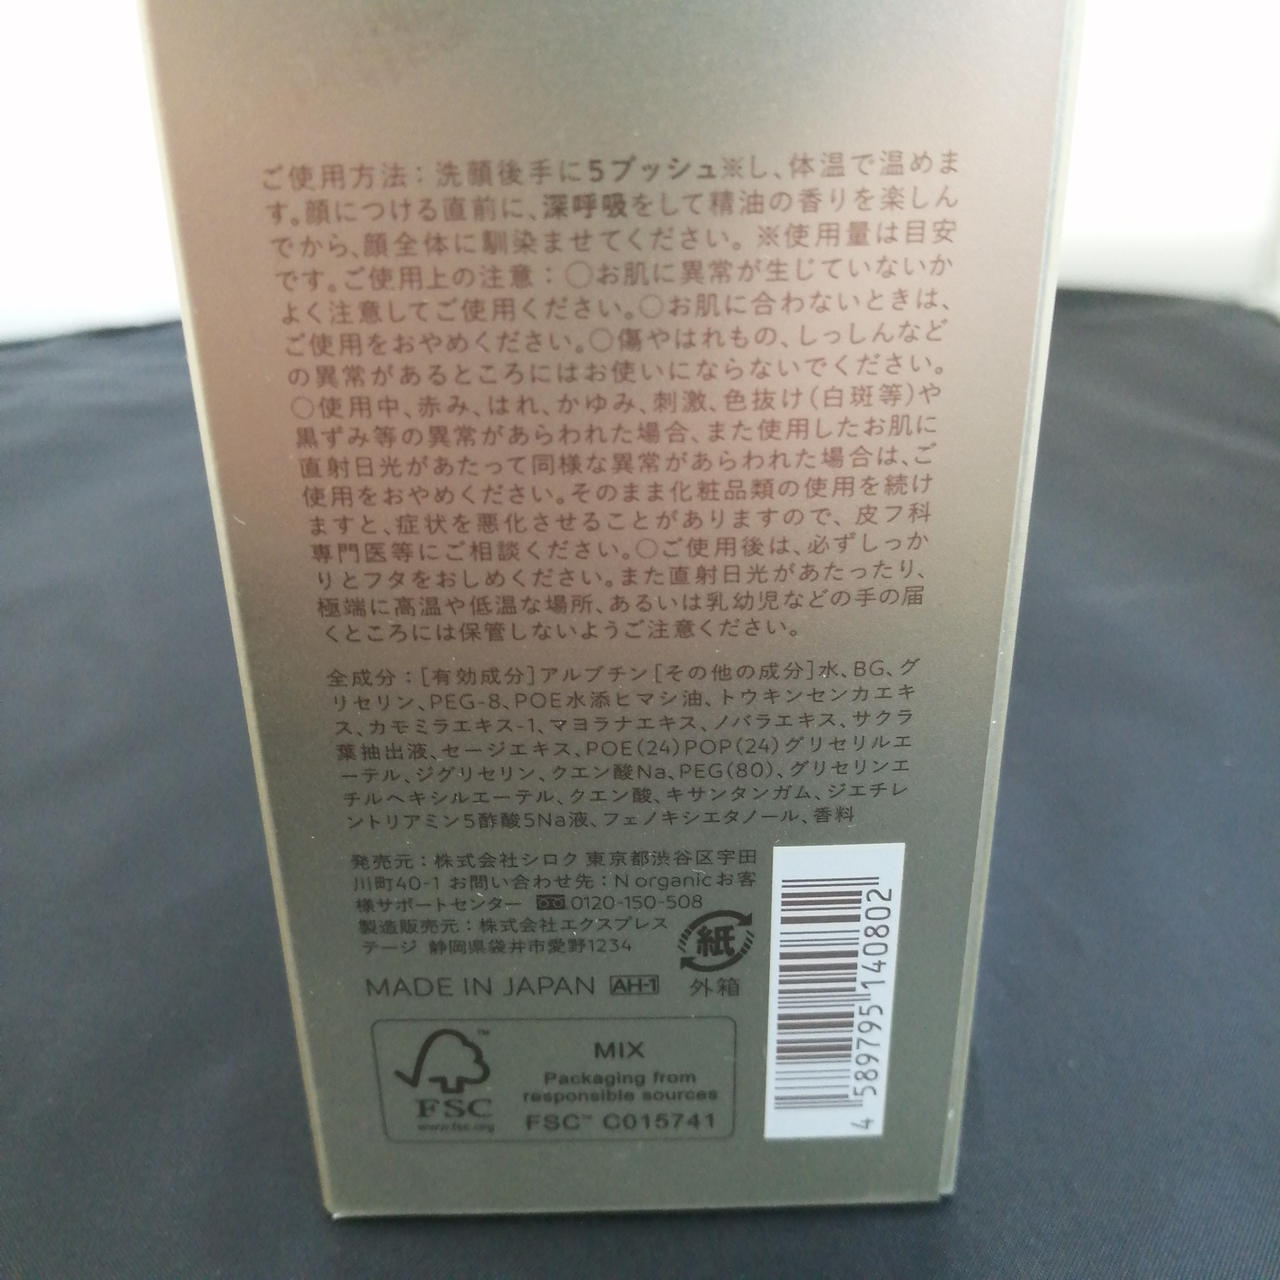 ご使用方法：洗顔後手に5プッシュ※し、体温で温めま
す。顔につける直前に、深呼吸をして精油の香りを楽しん
でから、顔全体に馴染ませてください。※使用量は目安
です。ご使用上の注意：○お肌に異常が生じていないか
よく注意してご使用ください。○お肌に合わないときは、
ご使用をおやめください。○傷やはれもの、しっしんなど
の異常があるところにはお使いにならないでください。
○使用中、赤み、はれ、かゆみ、刺激、色抜け(白斑等)や
黒ずみ等の異常があらわれた場合、また使用したお肌に
直射日光があたって同様な異常があらわれた場合は、ご
使用をおやめください。そのまま化粧品類の使用を続け
ますと、症状を悪化させることがありますので、皮フ科
専門医等にご相談ください。○ご使用後は、必ずしっか
りとフタをおしめください。また直射日光があたったり、
極端に高温や低温な場所、あるいは乳幼児などの手の届
くところには保管しないようご注意ください。
全成分：[有効成分]アルブチン[その他の成分]水、BG、グ
リセリン、PEG-8、POE水添ヒマシ油、トウキンセンカエキ
ス、カモミラエキス-1、マヨラナエキス、ノバラエキス、サクラ
葉抽出液、セージエキス、POE(24)POP(24)グリセリルエ
ーテル、ジグリセリン、クエン酸Na、PEG(80)、グリセリンエ
チルヘキシルエーテル、クエン酸、キサンタンガム、ジエチレ
ントリアミン5酢酸5Na液、フェノキシエタノール、香料
発売元：株式会社シロク 東京都渋谷区宇田
川町40-1 お問い合わせ先：N organicお客
様サポートセンター 0120-150-508
製造販売元：株式会社エクスプレス
テージ 静岡県袋井市愛野1234
紙
MADE IN JAPAN AH-1 外箱
FSC™
www.fsc.org
MIX
Packaging from
responsible sources
FSC™ C015741
4 589795 140802